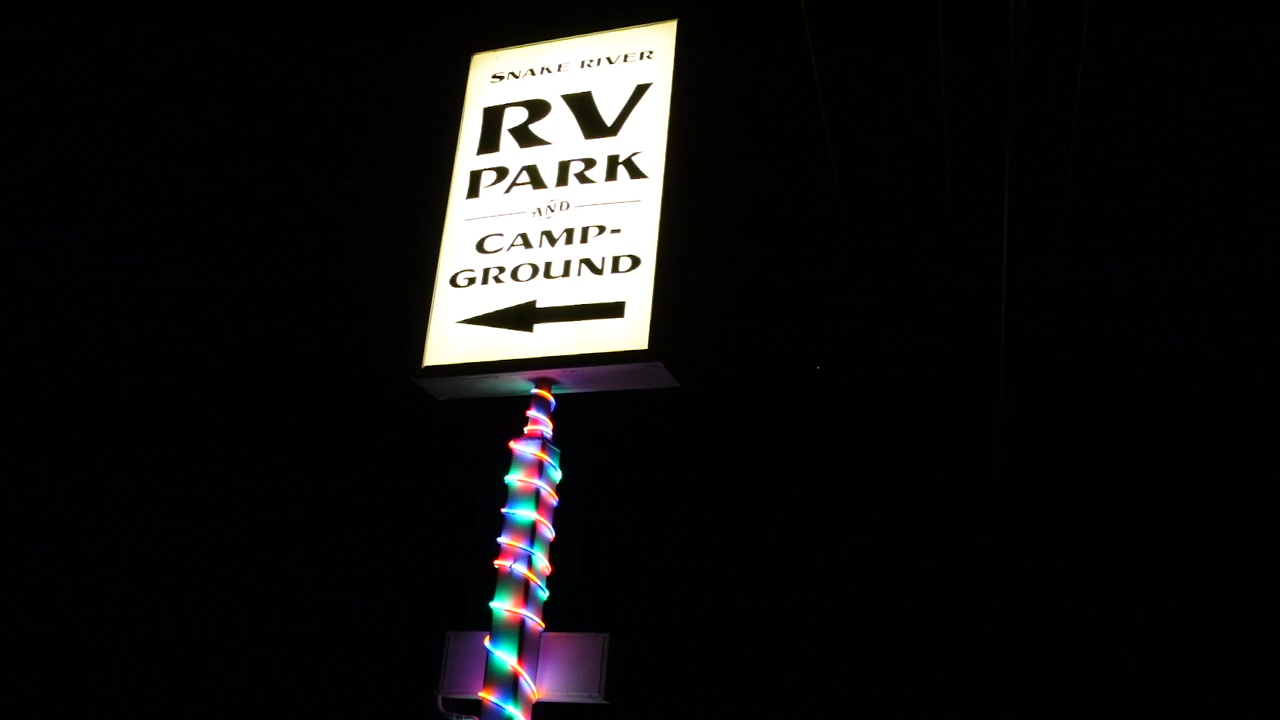 SNAKE RIVER
RV
PARK
AND
CAMP-
GROUND